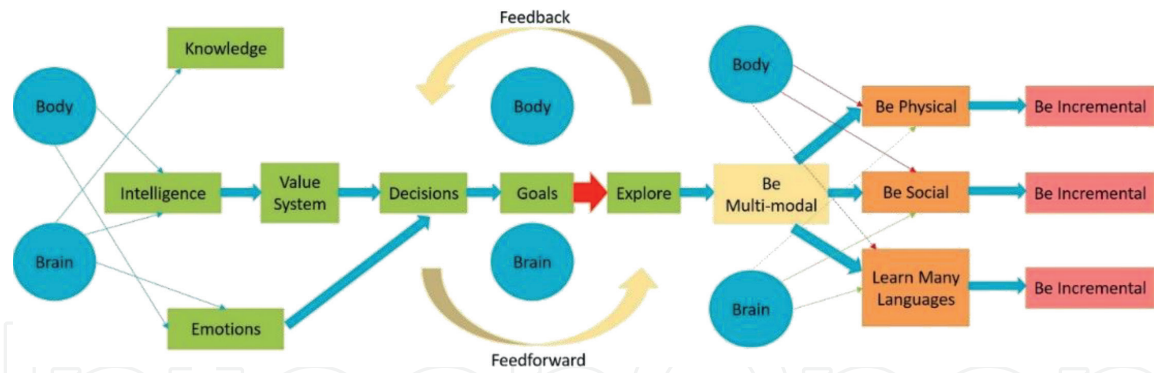 Feedback
Knowledge
Body
Body
Body
Be Physical
Be Incremental
Intelligence
Value
System
Decisions
Goals
Explore
Be
Multi-modal
Be Social
Be Incremental
Brain
Brain
Brain
Learn Many
Languages
Be Incremental
Emotions
Feedforward